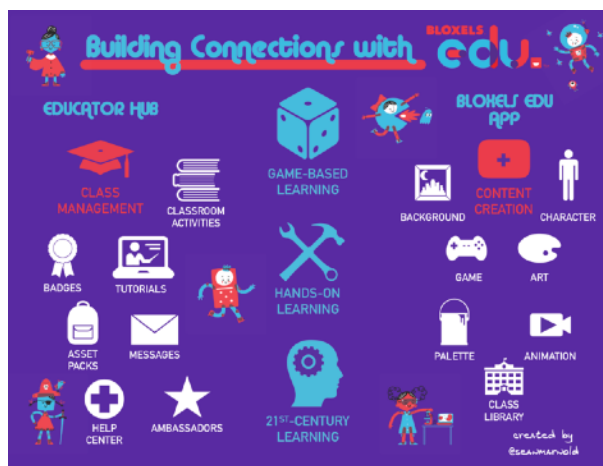 Building Connections with
BLOXELS
edu.
EDUCATOR HUB
CLASS
MANAGEMENT
CLASSROOM
ACTIVITIES
BADGES
TUTORIALS
ASSET
PACKS
MESSAGES
HELP
CENTER
AMBASSADORS
GAME-BASED
LEARNING
HANDS-ON
LEARNING
21ST-CENTURY
LEARNING
BLOXELS EDU
APP
BACKGROUND
CONTENT
CREATION
CHARACTER
GAME
ART
PALETTE
ANIMATION
CLASS
LIBRARY
created by
@seanmarnold